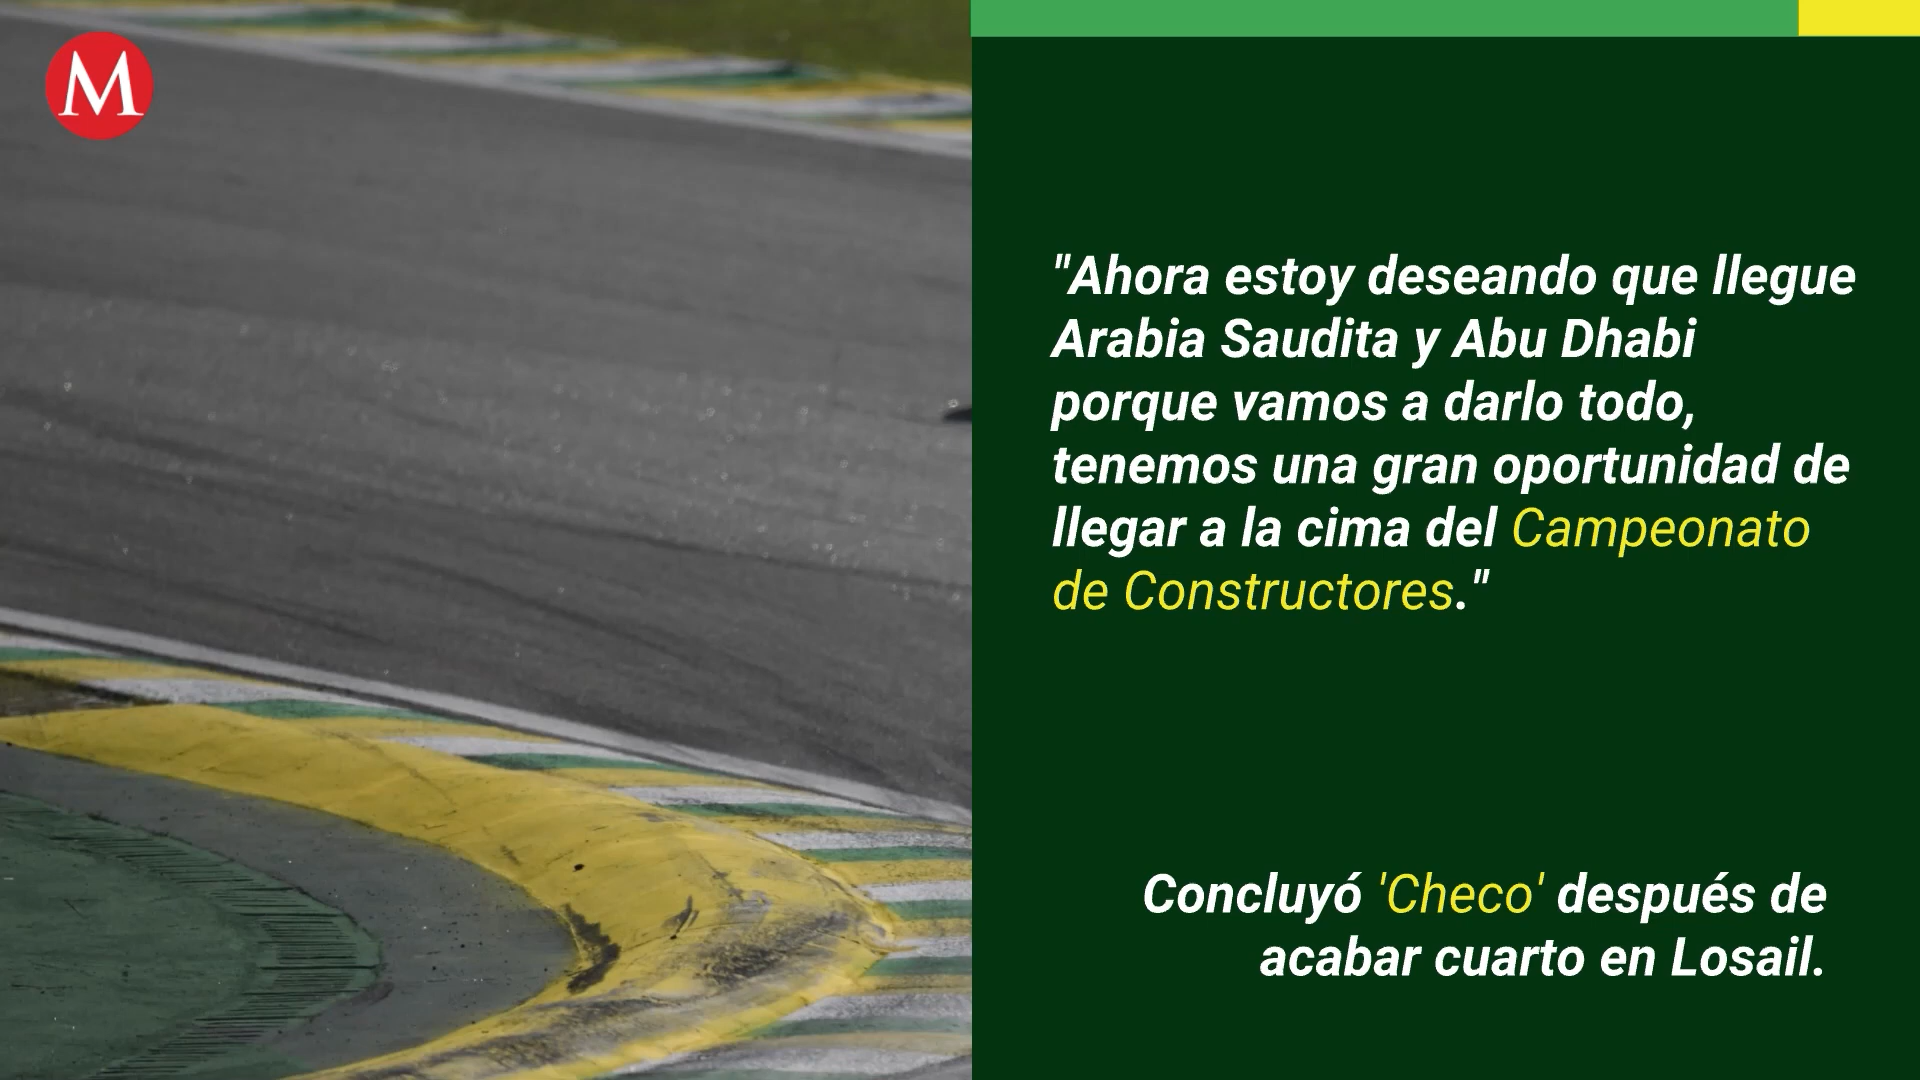 M
"Ahora estoy deseando que llegue
Arabia Saudita y Abu Dhabi
porque vamos a darlo todo,
tenemos una gran oportunidad de
llegar a la cima del Campeonato
de Constructores."
Concluyó 'Checo' después de
acabar cuarto en Losail.